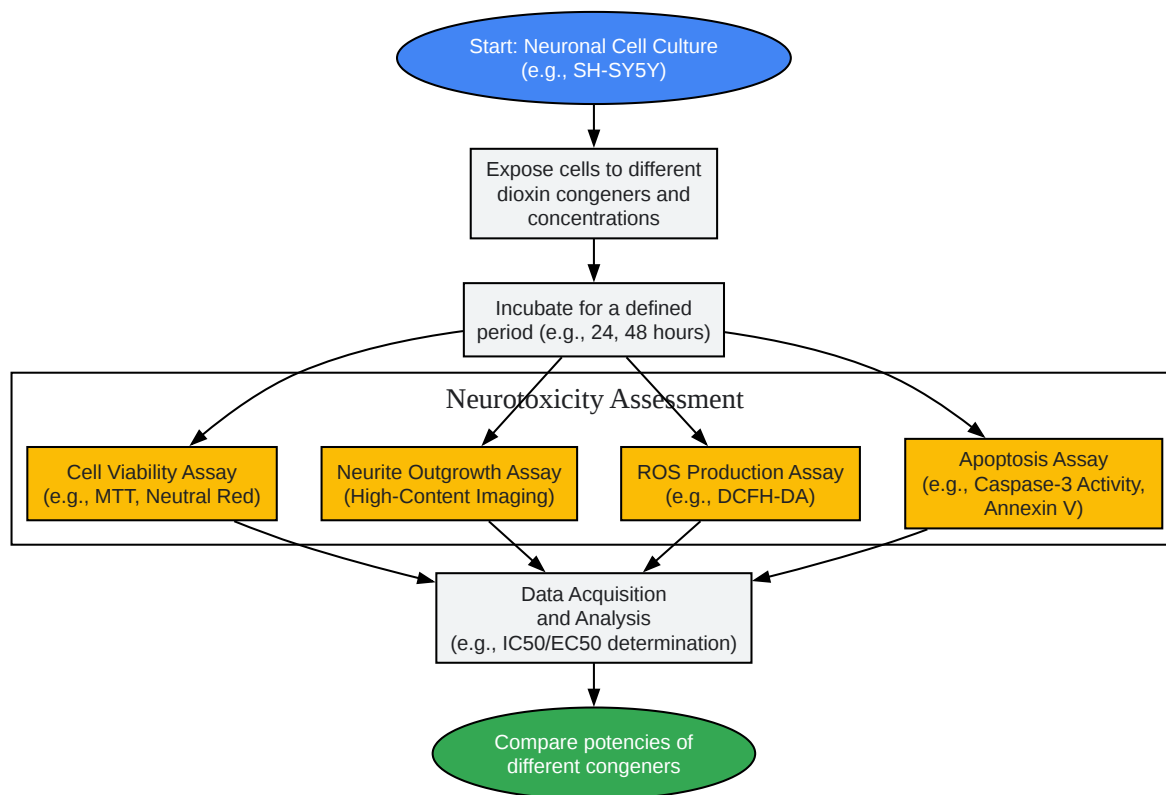 Start: Neuronal Cell Culture
(e.g., SH-SY5Y)
Expose cells to different
dioxin congeners and
concentrations
Incubate for a defined
period (e.g., 24, 48 hours)
Neurotoxicity Assessment
Cell Viability Assay
(e.g., MTT, Neutral Red)
Neurite Outgrowth Assay
(High-Content Imaging)
ROS Production Assay
(e.g., DCFH-DA)
Apoptosis Assay
(e.g., Caspase-3 Activity,
Annexin V)
Data Acquisition
and Analysis
(e.g., IC50/EC50 determination)
Compare potencies of
different congeners